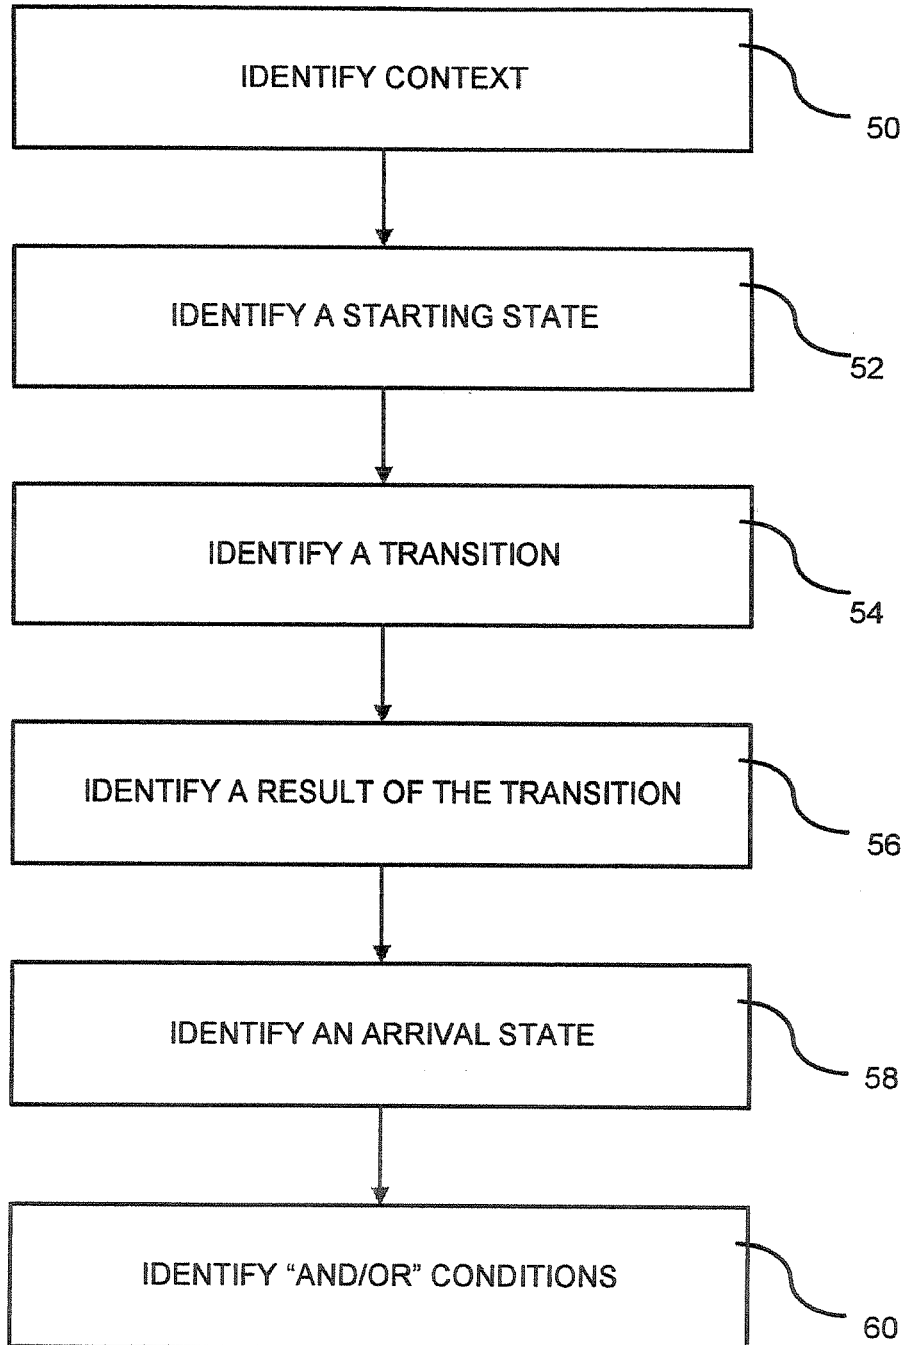 IDENTIFY CONTEXT
50
IDENTIFY A STARTING STATE
52
IDENTIFY A TRANSITION
54
IDENTIFY A RESULT OF THE TRANSITION
56
IDENTIFY AN ARRIVAL STATE
58
IDENTIFY “AND/OR” CONDITIONS
60